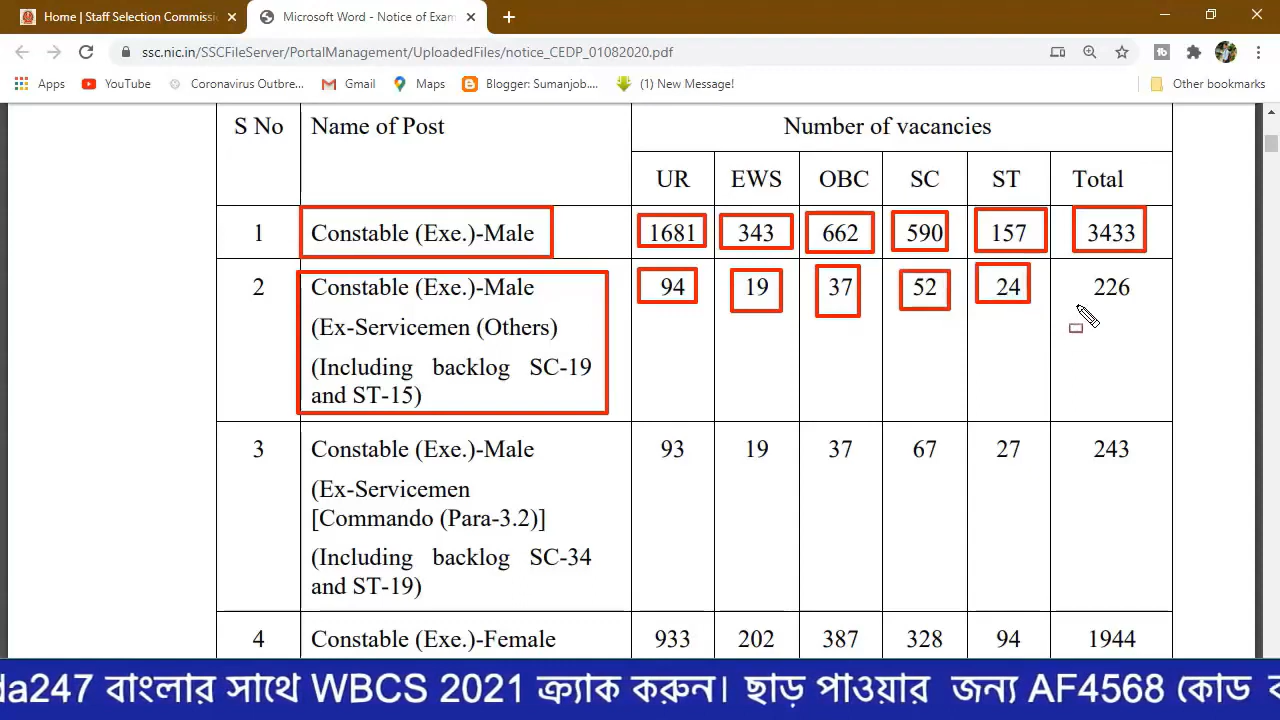 Home | Staff Selection Commissi
Microsoft Word - Notice of Exam
ssc.nic.in/SSCFileServer/PortalManagement/UploadedFiles/notice_CEDP_01082020.pdf
Apps YouTube Coronavirus Outbre... Gmail Maps Blogger: Sumanjob.... (1) New Message! Other bookmarks
S No Name of Post Number of vacancies
UR EWS OBC SC ST Total
1 Constable (Exe.)-Male 1681 343 662 590 157 3433
2 Constable (Exe.)-Male 94 19 37 52 24 226
(Ex-Servicemen (Others)
(Including backlog SC-19
and ST-15)
3 Constable (Exe.)-Male 93 19 37 67 27 243
(Ex-Servicemen
[Commando (Para-3.2)]
(Including backlog SC-34
and ST-19)
4 Constable (Exe.)-Female 933 202 387 328 94 1944
da247 বাংলার সাথে WBCS 2021 ক্র্যাক করুন। ছাড় পাওয়ার জন্য AF4568 কোড